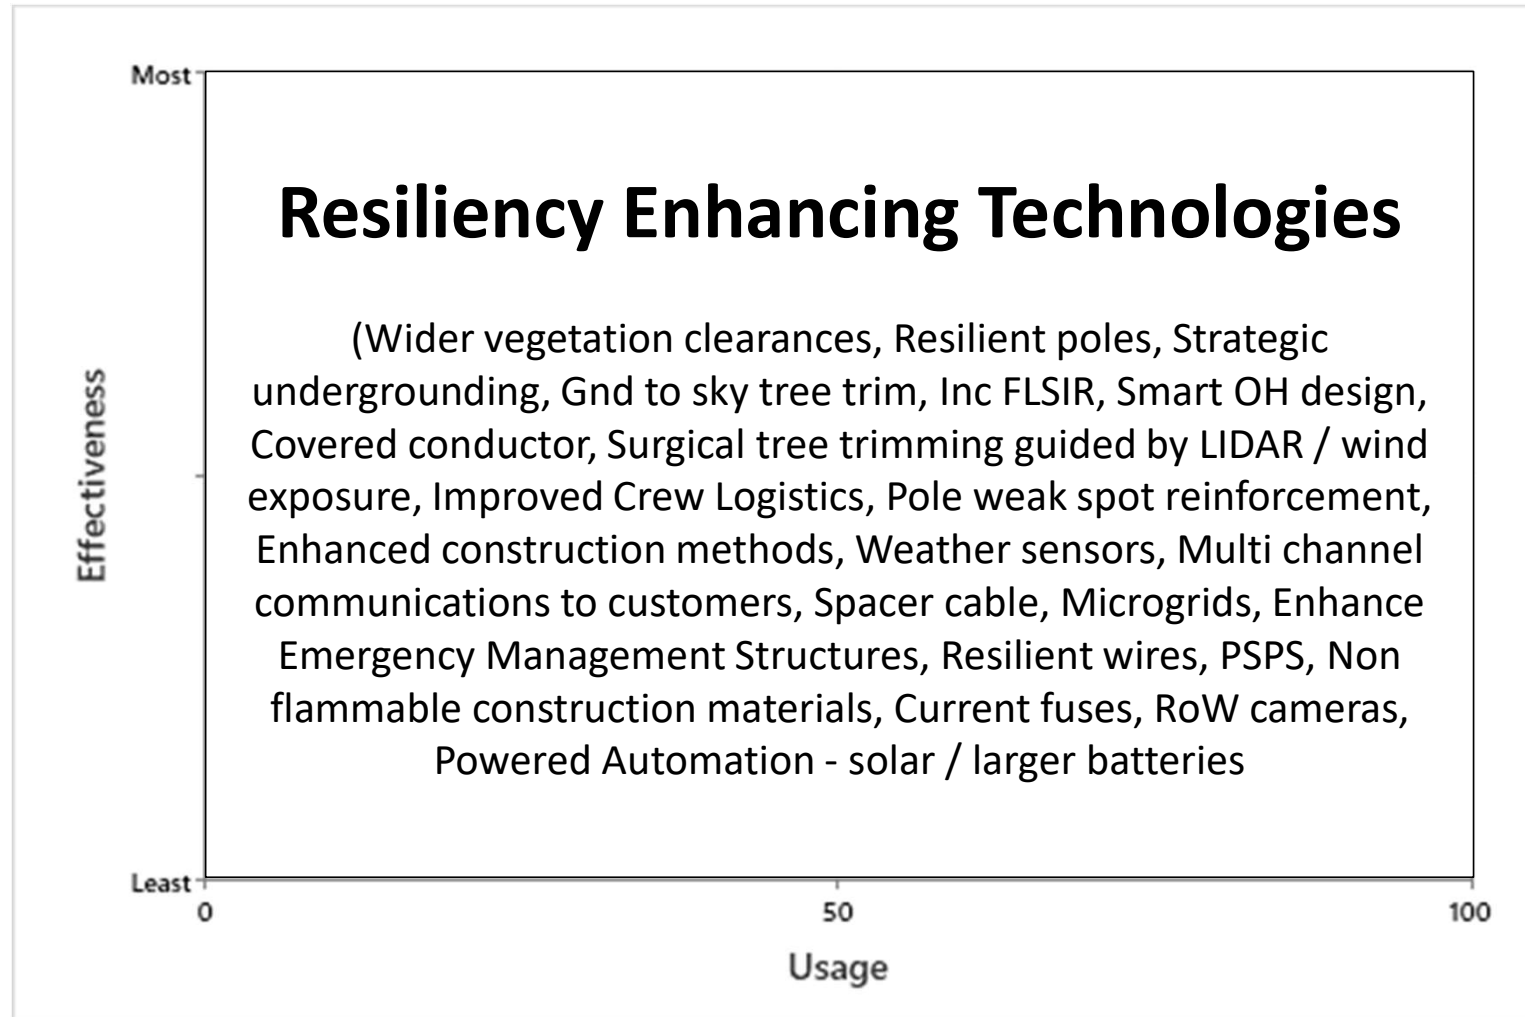 Most
Resiliency Enhancing Technologies
(Wider vegetation clearances, Resilient poles, Strategic
undergrounding, Gnd to sky tree trim, Inc FLSIR, Smart OH design,
Covered conductor, Surgical tree trimming guided by LIDAR / wind
exposure, Improved Crew Logistics, Pole weak spot reinforcement,
Enhanced construction methods, Weather sensors, Multi channel
communications to customers, Spacer cable, Microgrids, Enhance
Emergency Management Structures, Resilient wires, PSPS, Non
flammable construction materials, Current fuses, RoW cameras,
Powered Automation - solar / larger batteries
Effectiveness
Least
0
50
100
Usage